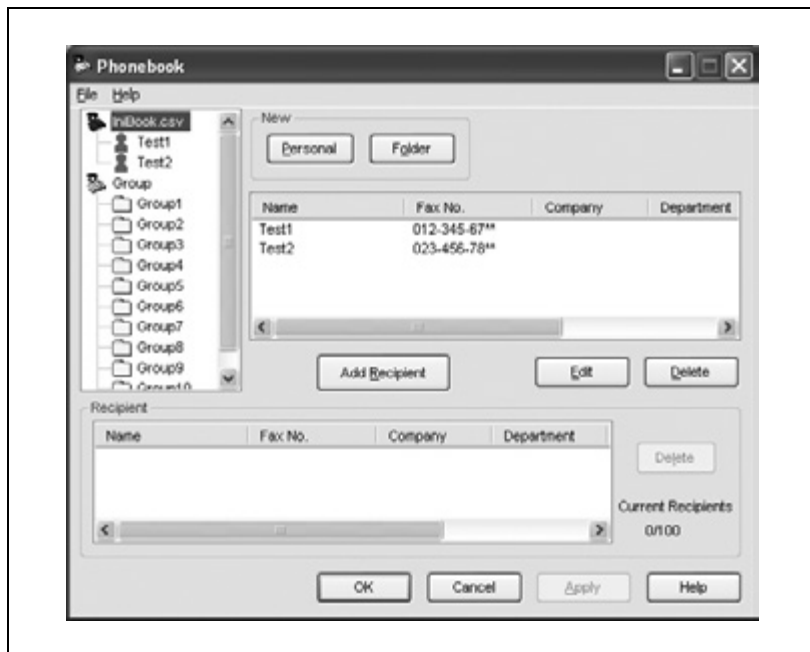 Phonebook
File Help
IniBook.csv
Test1
Test2
Group
Group1
Group2
Group3
Group4
Group5
Group6
Group7
Group8
Group9
Group10
New
Personal Folder
Name Fax No. Company Department
Test1 012-345-67**
Test2 023-456-78**
Add Recipient Edit Delete
Recipient
Name Fax No. Company Department
Delete
Current Recipients
0/100
OK Cancel Apply Help